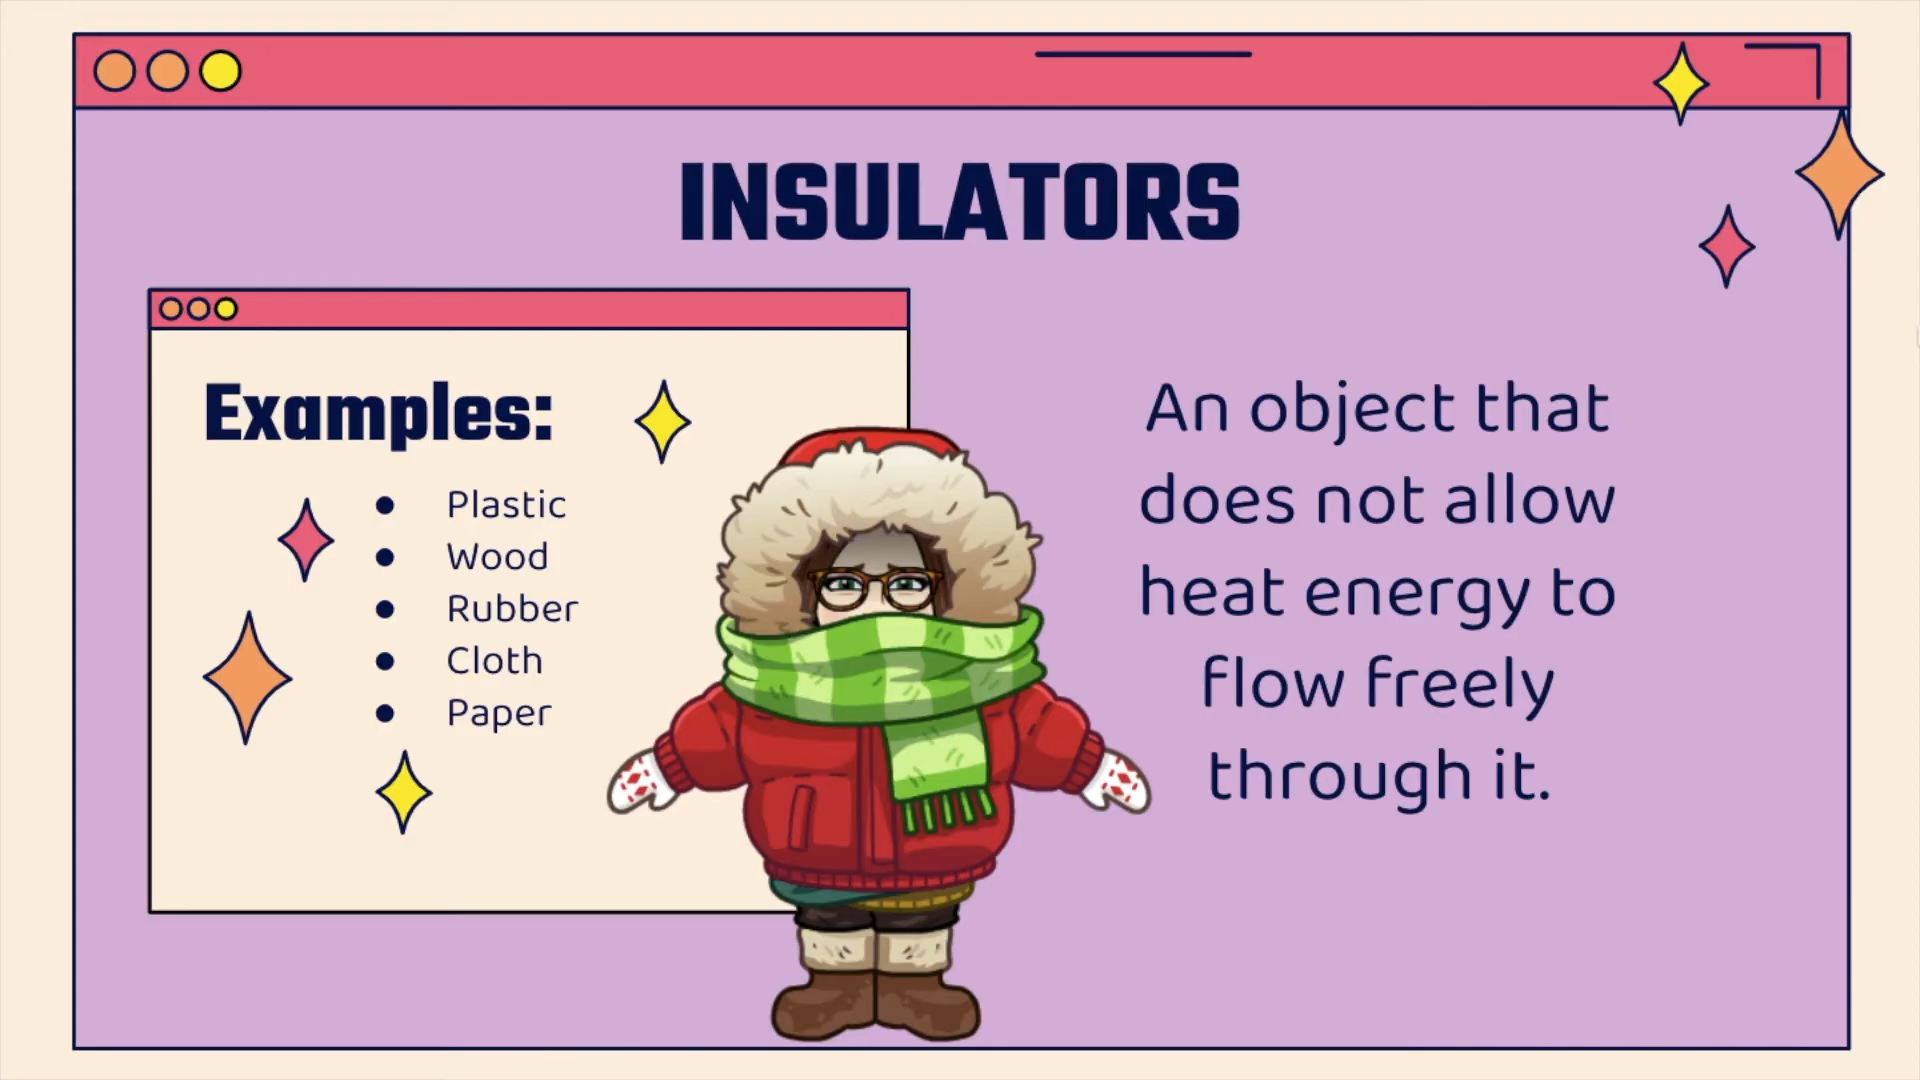 INSULATORS
Examples:
● Plastic
● Wood
● Rubber
● Cloth
● Paper
An object that
does not allow
heat energy to
flow freely
through it.